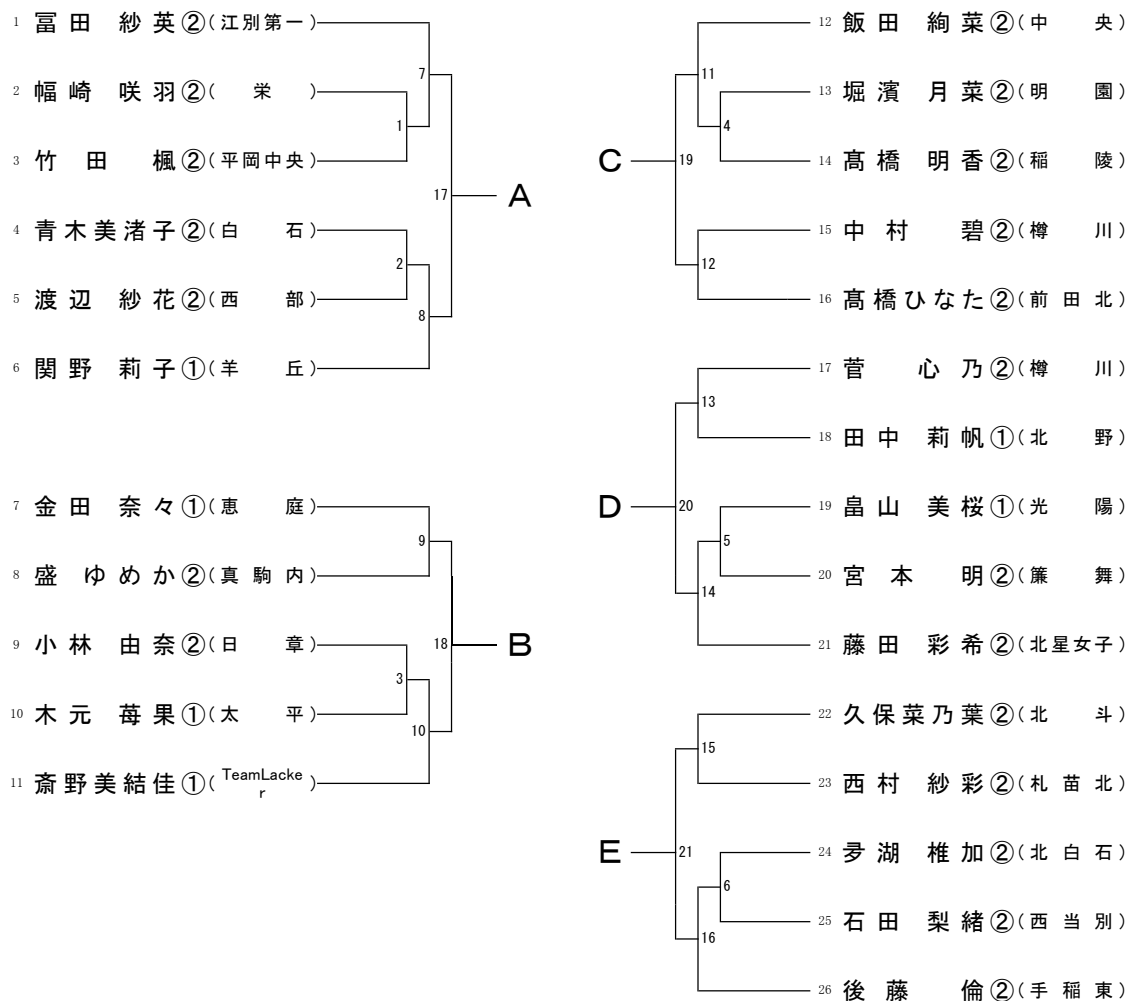 1 冨田 紗英②(江別第一)
7
2 幅崎 咲羽②(栄)
1
3 竹田 楓②(平岡中央)
17 A
4 青木美渚子②(白石)
2
5 渡辺 紗花②(西部)
8
6 関野 莉子①(羊丘)
7 金田 奈々①(恵庭)
9
8 盛 ゆめか②(真駒内)
9 小林 由奈②(日章)
18 B
3
10 木元 苺果①(太平)
10
11 斎野美結佳①(TeamLacke
r)
12 飯田 絢菜②(中央)
11
13 堀濱 月菜②(明園)
4
C 19
14 髙橋 明香②(稲陵)
15 中村 碧②(樽川)
12
16 髙橋ひなた②(前田北)
17 菅 心乃②(樽川)
13
18 田中 莉帆①(北野)
D 20
19 畠山 美桜①(光陽)
5
20 宮本 明②(簾舞)
14
21 藤田 彩希②(北星女子)
22 久保菜乃葉②(北斗)
15
23 西村 紗彩②(札苗北)
E 21
24 夛湖 椎加②(北白石)
6
25 石田 梨緒②(西当別)
16
26 後藤 倫②(手稲東)